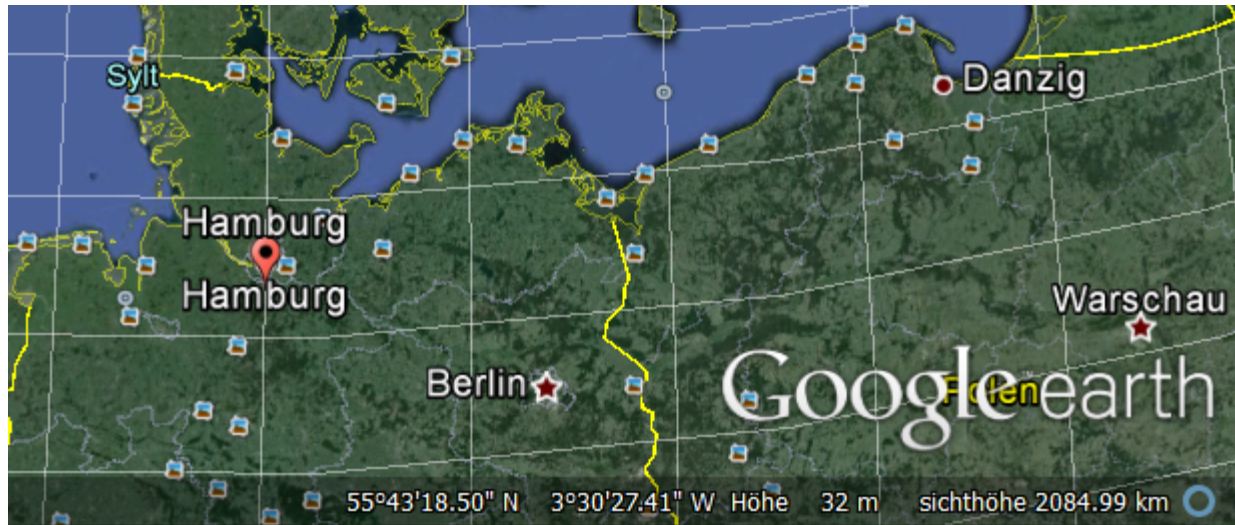 Sylt
Danzig
Hamburg
Hamburg
Warschau
Berlin
Polen
Google earth
55°43'18.50" N 3°30'27.41" W Höhe 32 m sichthöhe 2084.99 km